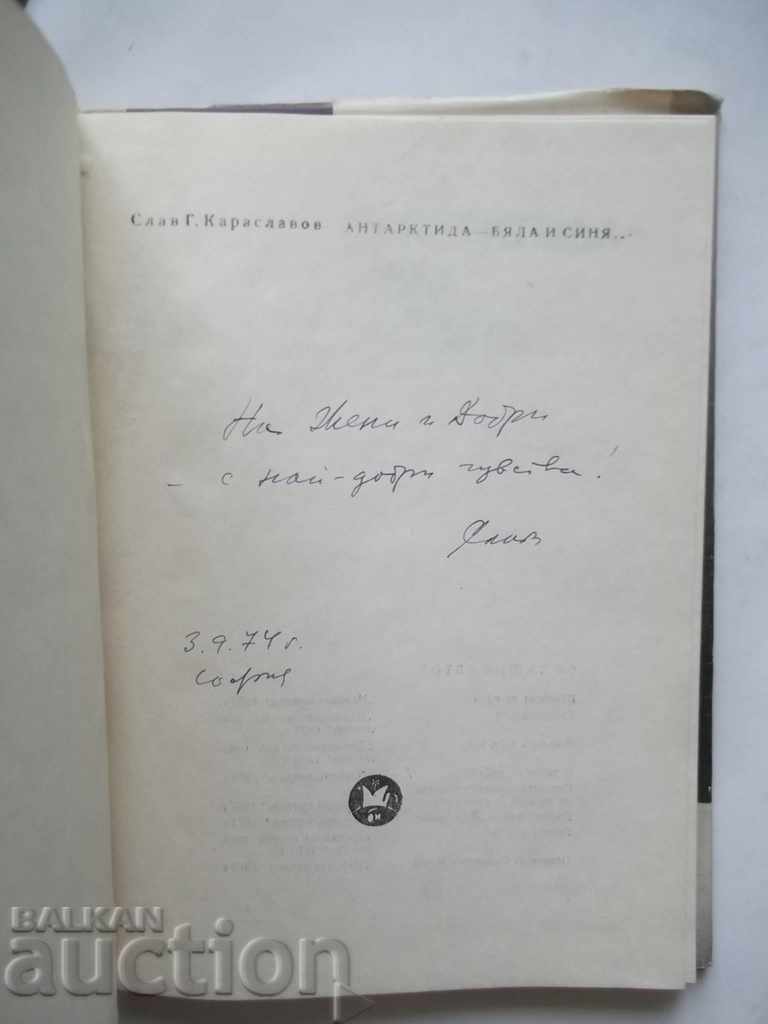 Слав Г. Караславов АНТАРКТИДА — БЯЛА И СИНЯ...
На Жени и Добри
- с най-добри чувства!
Слав
3.9.74 г.
София
BALKAN
auction